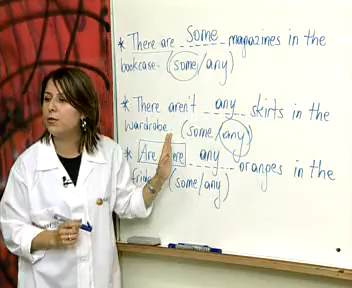 * There are some magazines in the
bookcase. (some/any)
* There aren't any skirts in the
wardrobe. (some/any)
* Are there any oranges in the
fridge (some/any)